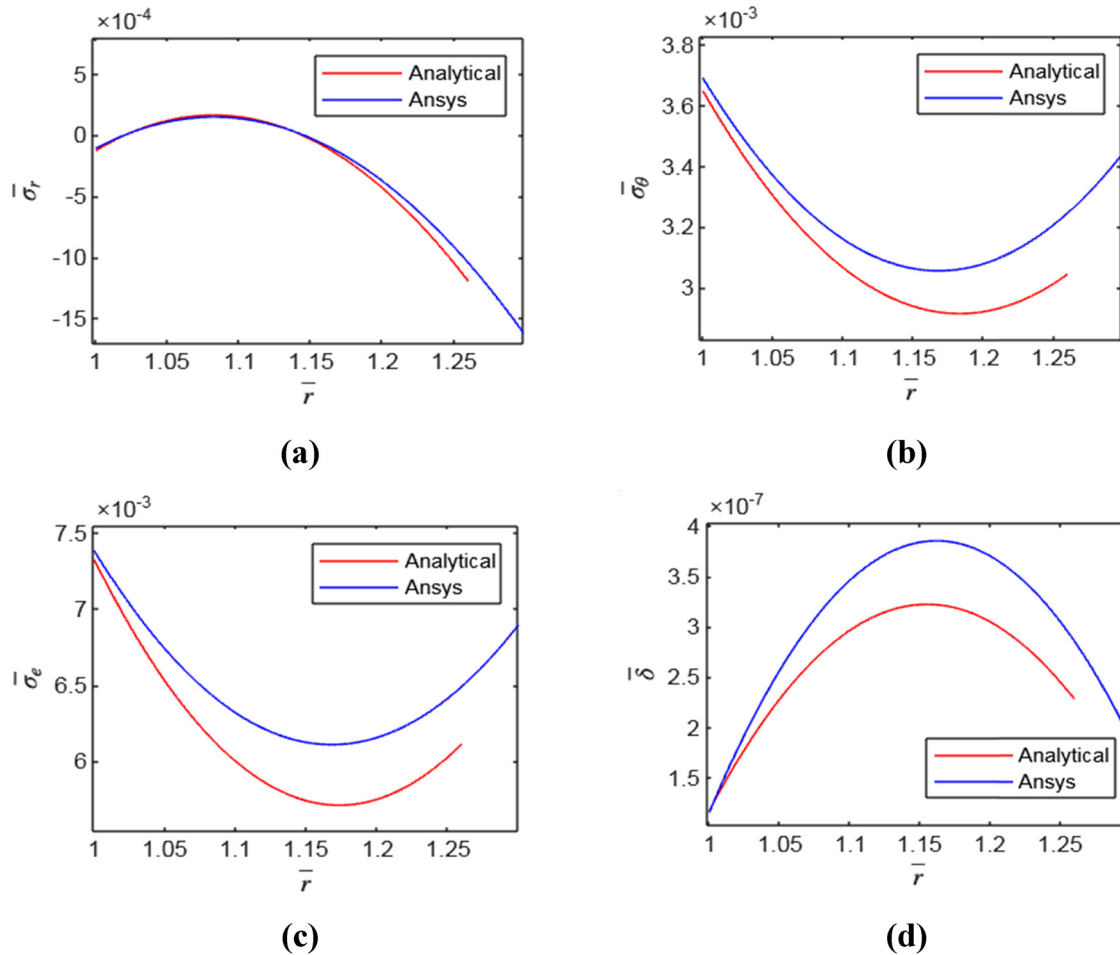 ×10⁻⁴
5
0
-5
-10
-15
σ̅r
Analytical
Ansys
1 1.05 1.1 1.15 1.2 1.25
r̅
(a)
×10⁻³
3.8
3.6
3.4
3.2
3
σ̅θ
Analytical
Ansys
1 1.05 1.1 1.15 1.2 1.25
r̅
(b)
×10⁻³
7.5
7
6.5
6
σ̅e
Analytical
Ansys
1 1.05 1.1 1.15 1.2 1.25
r̅
(c)
×10⁻⁷
4
3.5
3
2.5
2
1.5
δ̅
Analytical
Ansys
1 1.05 1.1 1.15 1.2 1.25
r̅
(d)